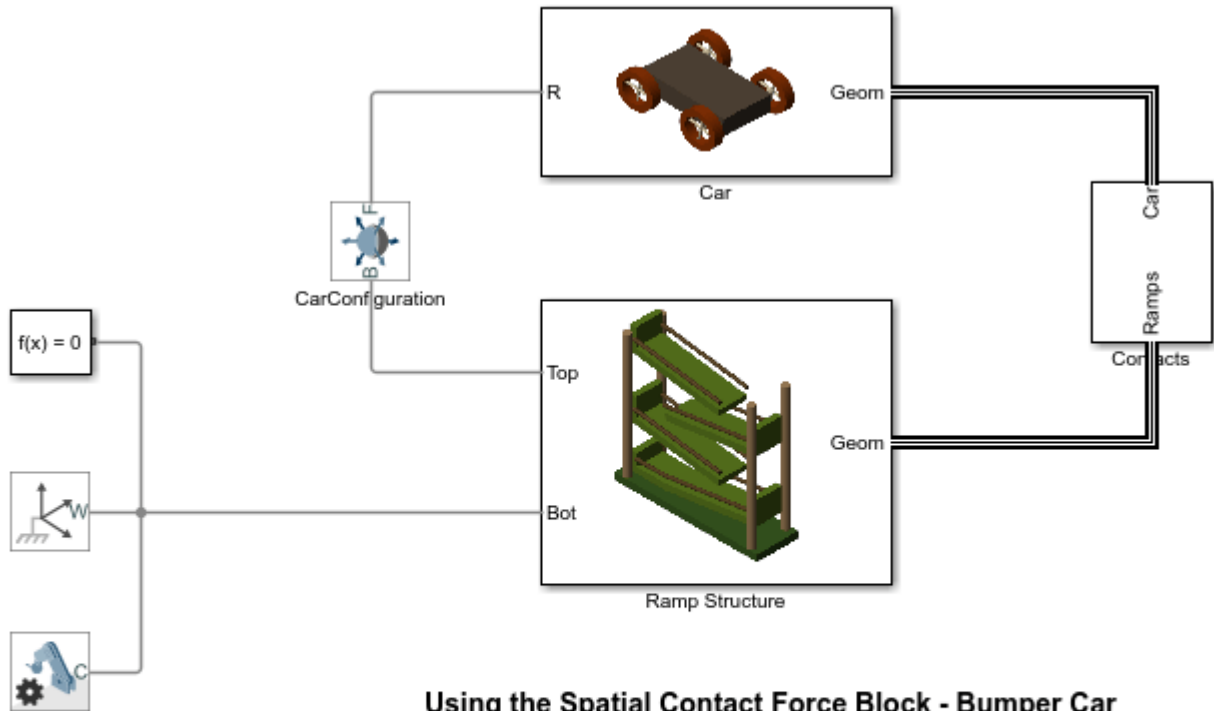 R
Geom
Car
Car
Ramps
Contacts
F
B
CarConfiguration
f(x) = 0
Top
Geom
W
Bot
Ramp Structure
C
Using the Spatial Contact Force Block - Bumper Car